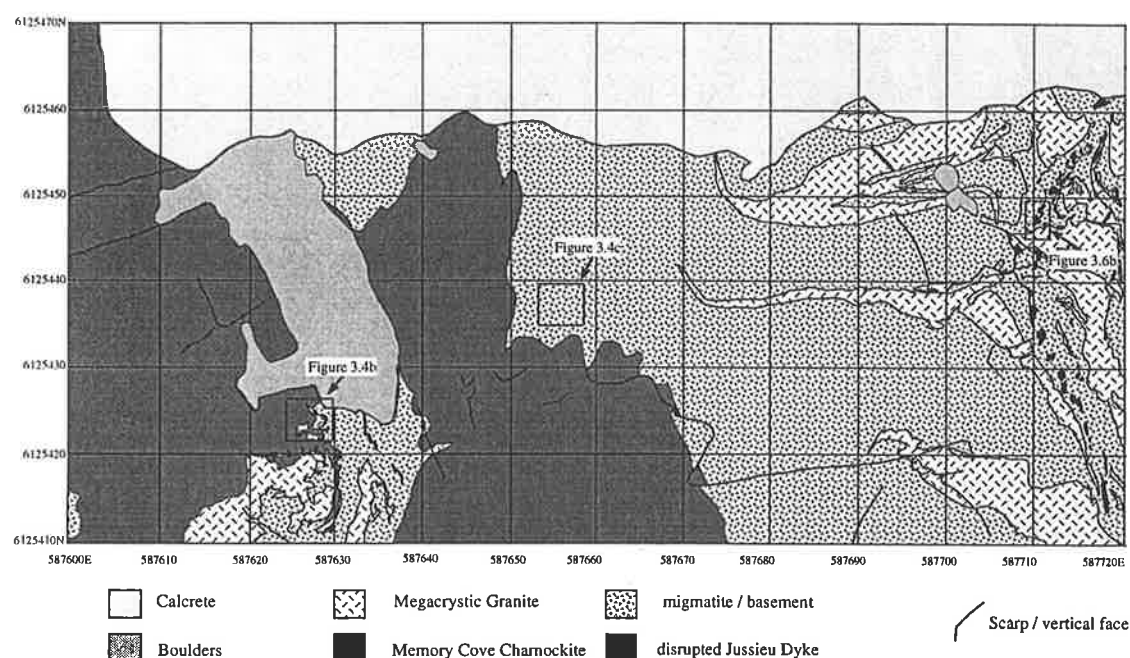 6125470N
6125460
6125450
Figure 3.4c
Figure 3.6b
6125440
6125430
Figure 3.4b
6125420
6125410N
587600E 587610 587620 587630 587640 587650 587660 587670 587680 587690 587700 587710 587720E
Calcrete Megacrystic Granite migmatite / basement
Scarp / vertical face
Boulders Memory Cove Charnockite disrupted Jussieu Dyke